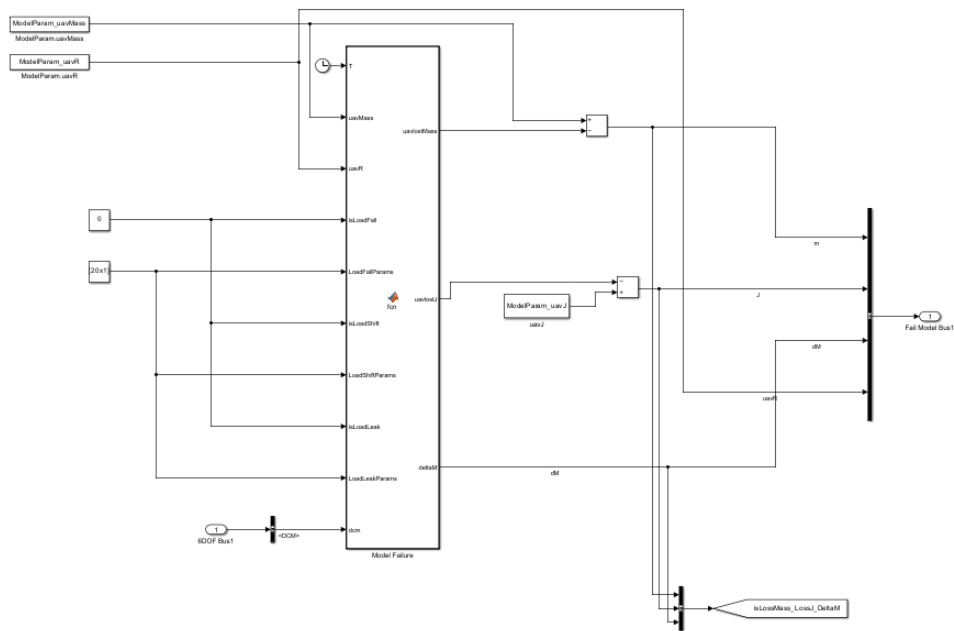 ModelParam_uavMass
ModelParam.uavMass
ModelParam_uavR
ModelParam.uavR
T
uavMass
uavlostMass
+
−
uavR
0
isLoadFall
m
[20x1]
LoadFallParams
fcn
uavlostJ
−
+
ModelParam_uavJ
uavJ
J
isLoadShift
1
Fail.Model Bus1
dM
LoadShiftParams
uavR
isLoadLeak
deltaM
dM
LoadLeakParams
1
6DOF Bus1
<DCM>
dcm
Model Failure
isLossMass_LossJ_DeltaM